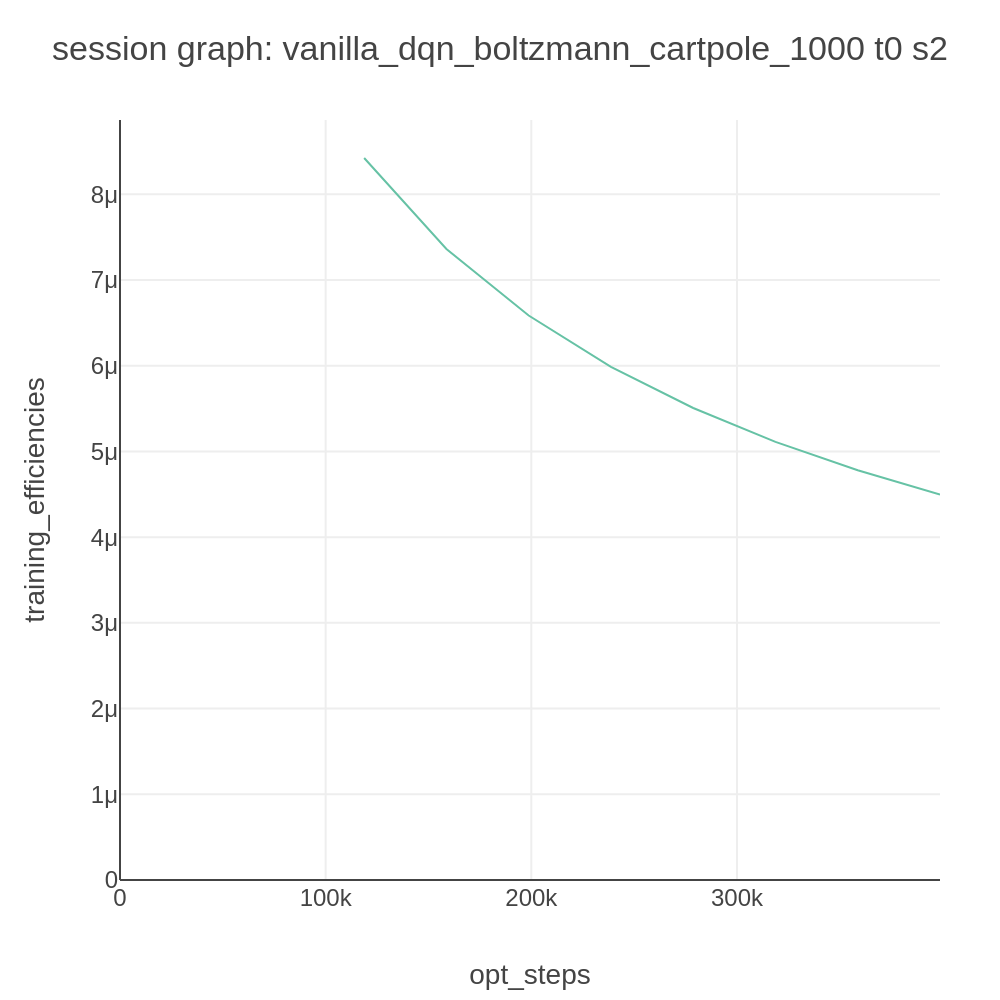 session graph: vanilla_dqn_boltzmann_cartpole_1000 t0 s2
8μ
7μ
6μ
5μ
4μ
3μ
2μ
1μ
0
training_efficiencies
0 100k 200k 300k
opt_steps